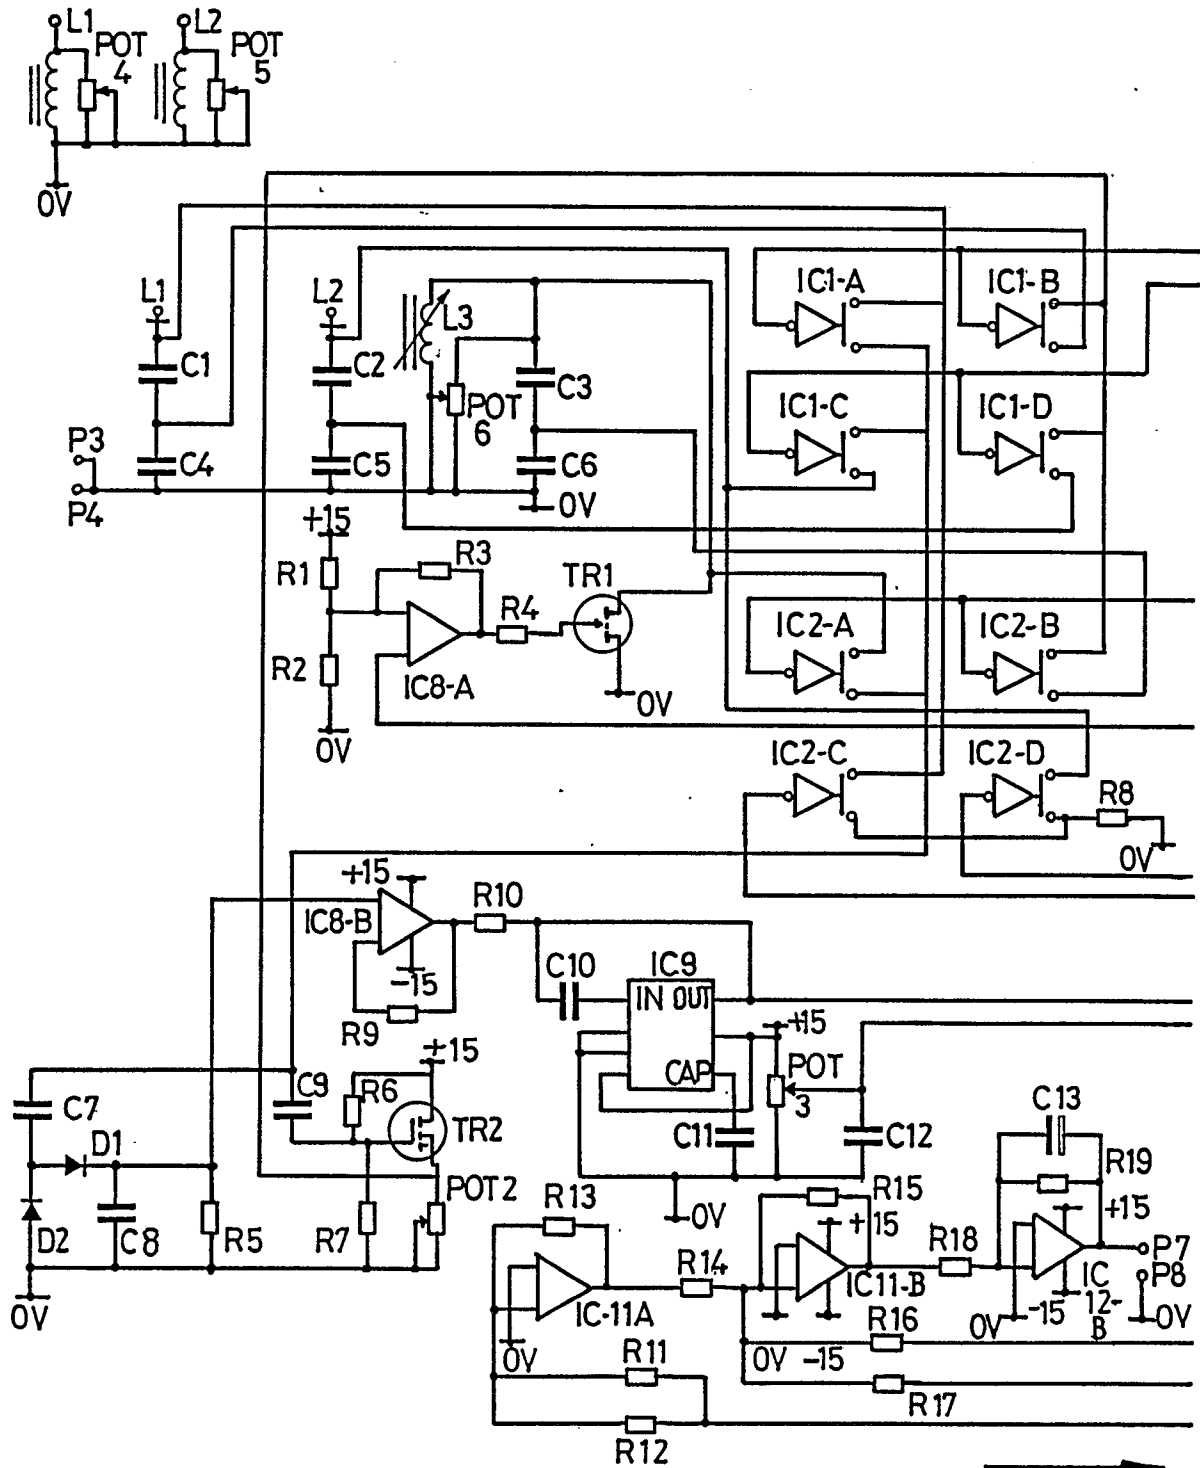 L1
L2
POT
4
POT
5
0V
L1
L2
L3
IC1-A
IC1-B
C1
C2
C3
POT
6
IC1-C
IC1-D
P3
C4
C5
C6
P4
0V
+15
R1
R3
TR1
R4
R2
IC2-A
IC2-B
IC8-A
0V
0V
IC2-C
IC2-D
R8
0V
+15
R10
IC8-B
-15
C10
IC9
IN OUT
R9
+15
+15
CAP
POT
3
C9
R6
C7
TR2
C11
C12
C13
D1
POT 2
R13
R15
R19
D2
C8
R5
R7
0V
+15
+15
R14
R18
P7
0V
IC-11A
IC11-B
IC
12-
B
P8
-15
0V
0V
R16
0V
0V
-15
R11
R17
R12